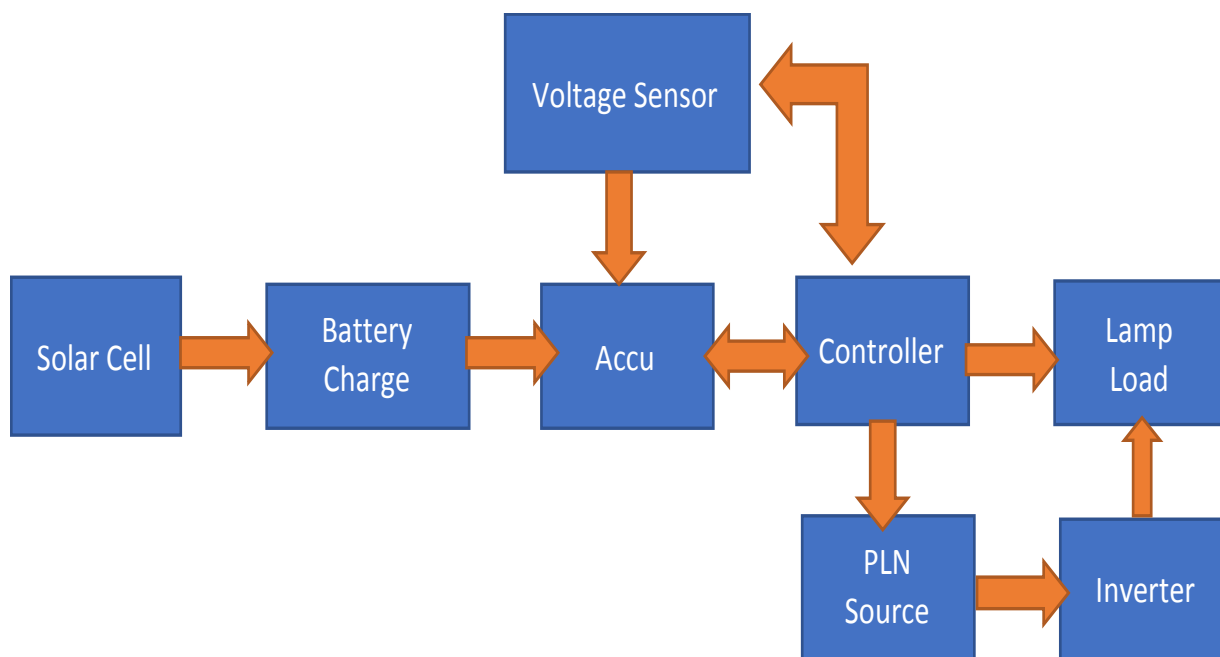 Voltage Sensor
Solar Cell
Battery
Charge
Accu
Controller
Lamp
Load
PLN
Source
Inverter